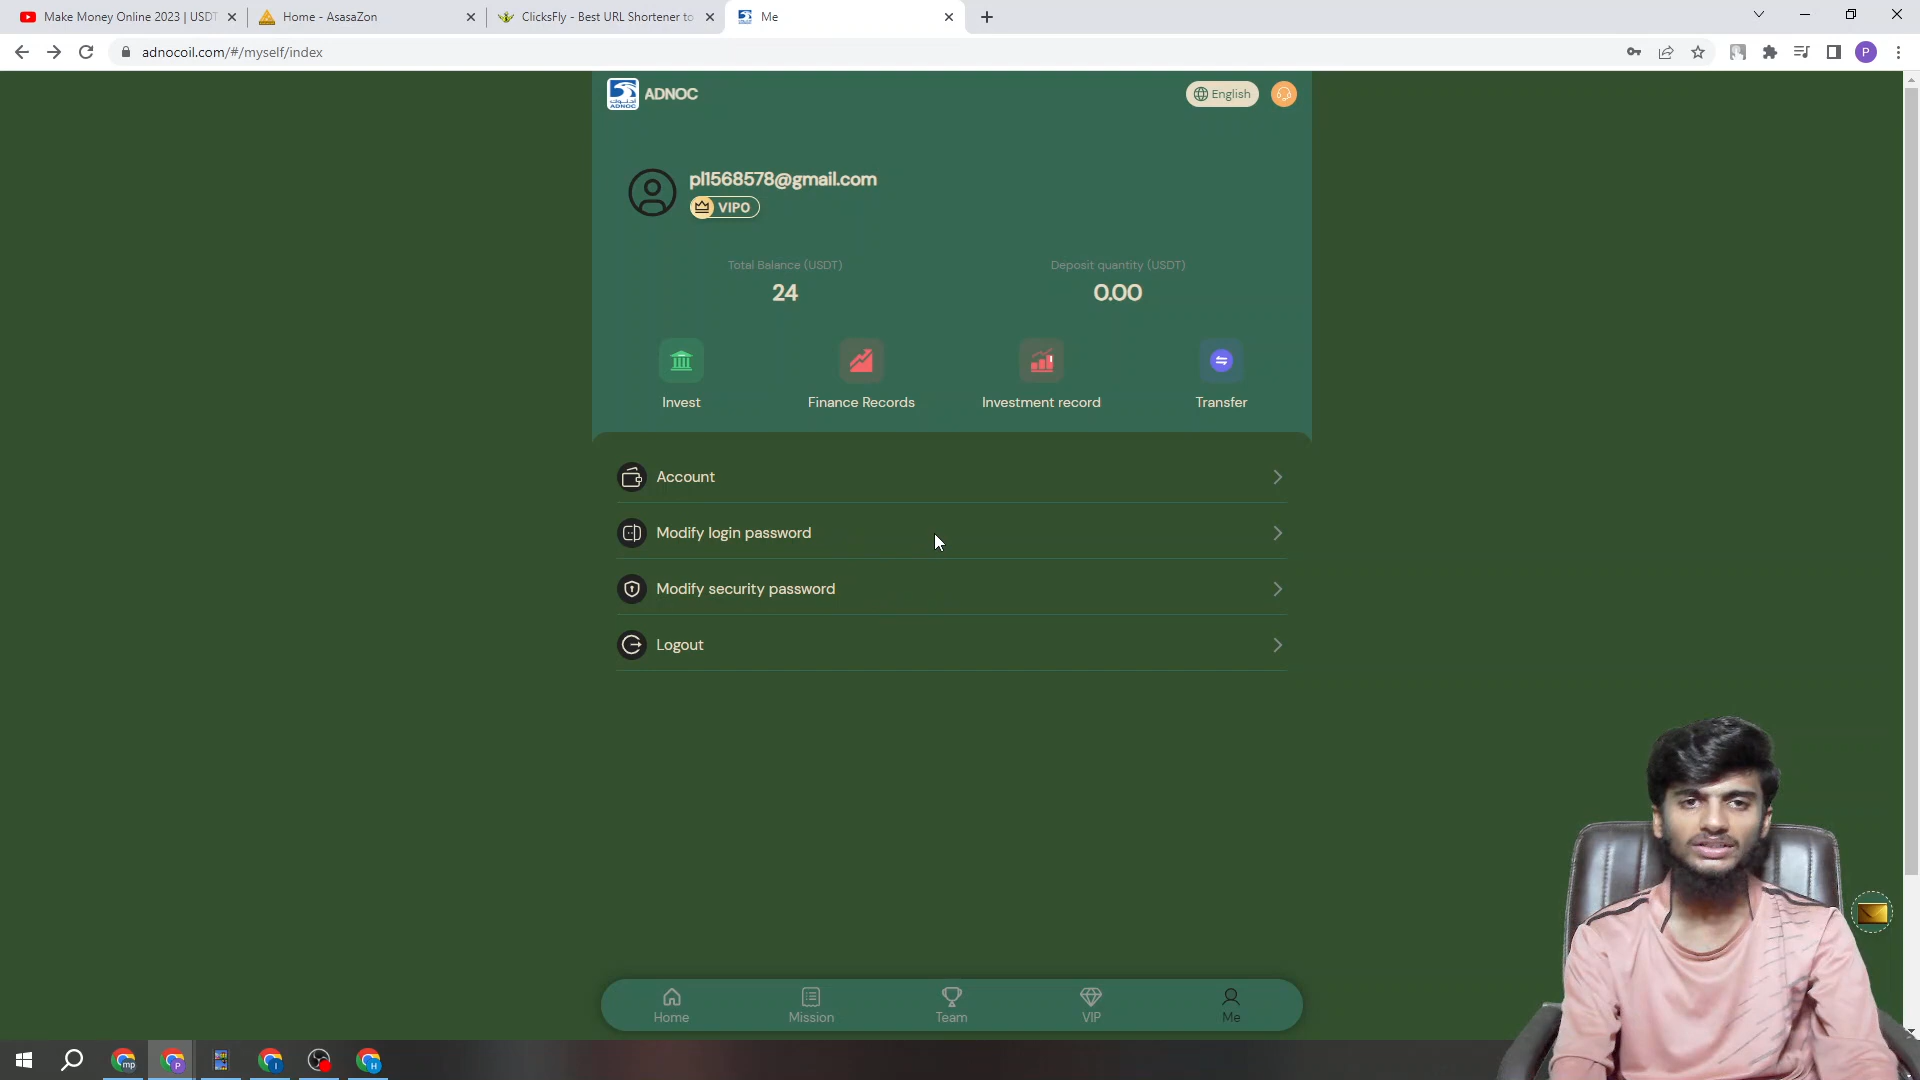 Make Money Online 2023 | USDT
Home - AsasaZon
ClicksFly - Best URL Shortener to
Me
adnocoil.com/#/myself/index
P
ADNOC
English
pl1568578@gmail.com
VIP0
Total Balance (USDT)
Deposit quantity (USDT)
24
0.00
Invest
Finance Records
Investment record
Transfer
Account
Modify login password
Modify security password
Logout
Home
Mission
Team
VIP
Me
mp
P
I
H